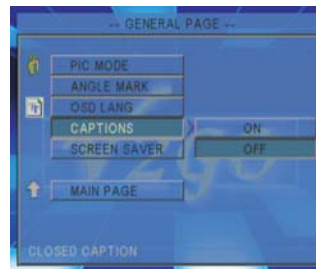 -- GENERAL PAGE --
PIC MODE
ANGLE MARK
OSD LANG
CAPTIONS
ON
SCREEN SAVER
OFF
MAIN PAGE
CLOSED CAPTION